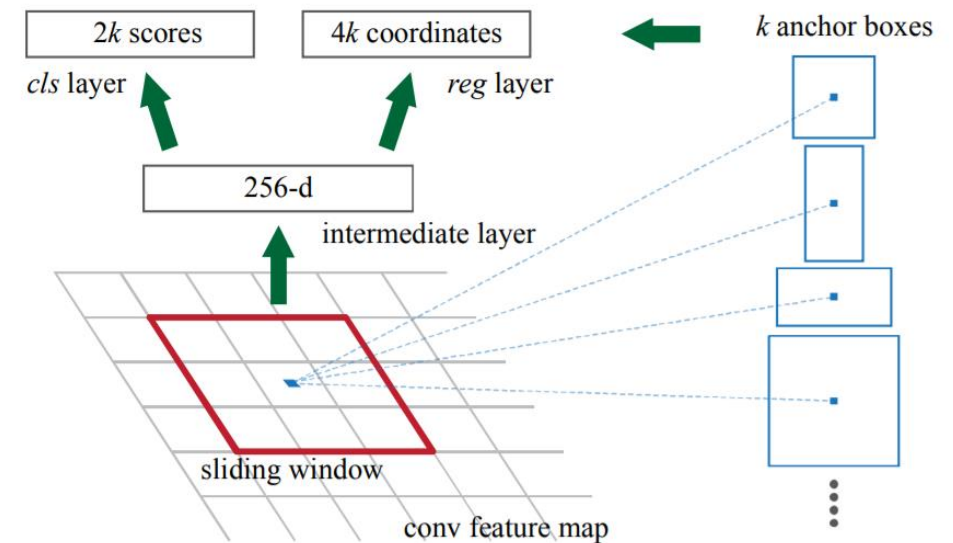 2k scores
4k coordinates
k anchor boxes
cls layer
reg layer
256-d
intermediate layer
sliding window
conv feature map